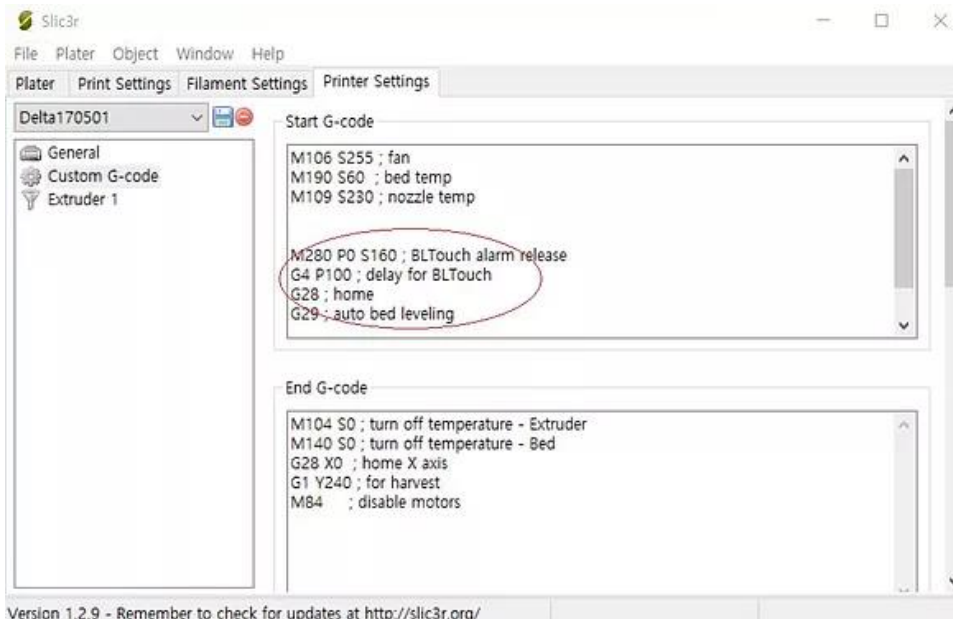 Slic3r
File Plater Object Window Help
Plater Print Settings Filament Settings Printer Settings
Delta170501
General
Custom G-code
Extruder 1
Start G-code
M106 S255 ; fan
M190 S60 ; bed temp
M109 S230 ; nozzle temp
M280 P0 S160 ; BLTouch alarm release
G4 P100 ; delay for BLTouch
G28 ; home
G29 ; auto bed leveling
End G-code
M104 S0 ; turn off temperature - Extruder
M140 S0 ; turn off temperature - Bed
G28 X0 ; home X axis
G1 Y240 ; for harvest
M84 ; disable motors
Version 1.2.9 - Remember to check for updates at http://slic3r.org/